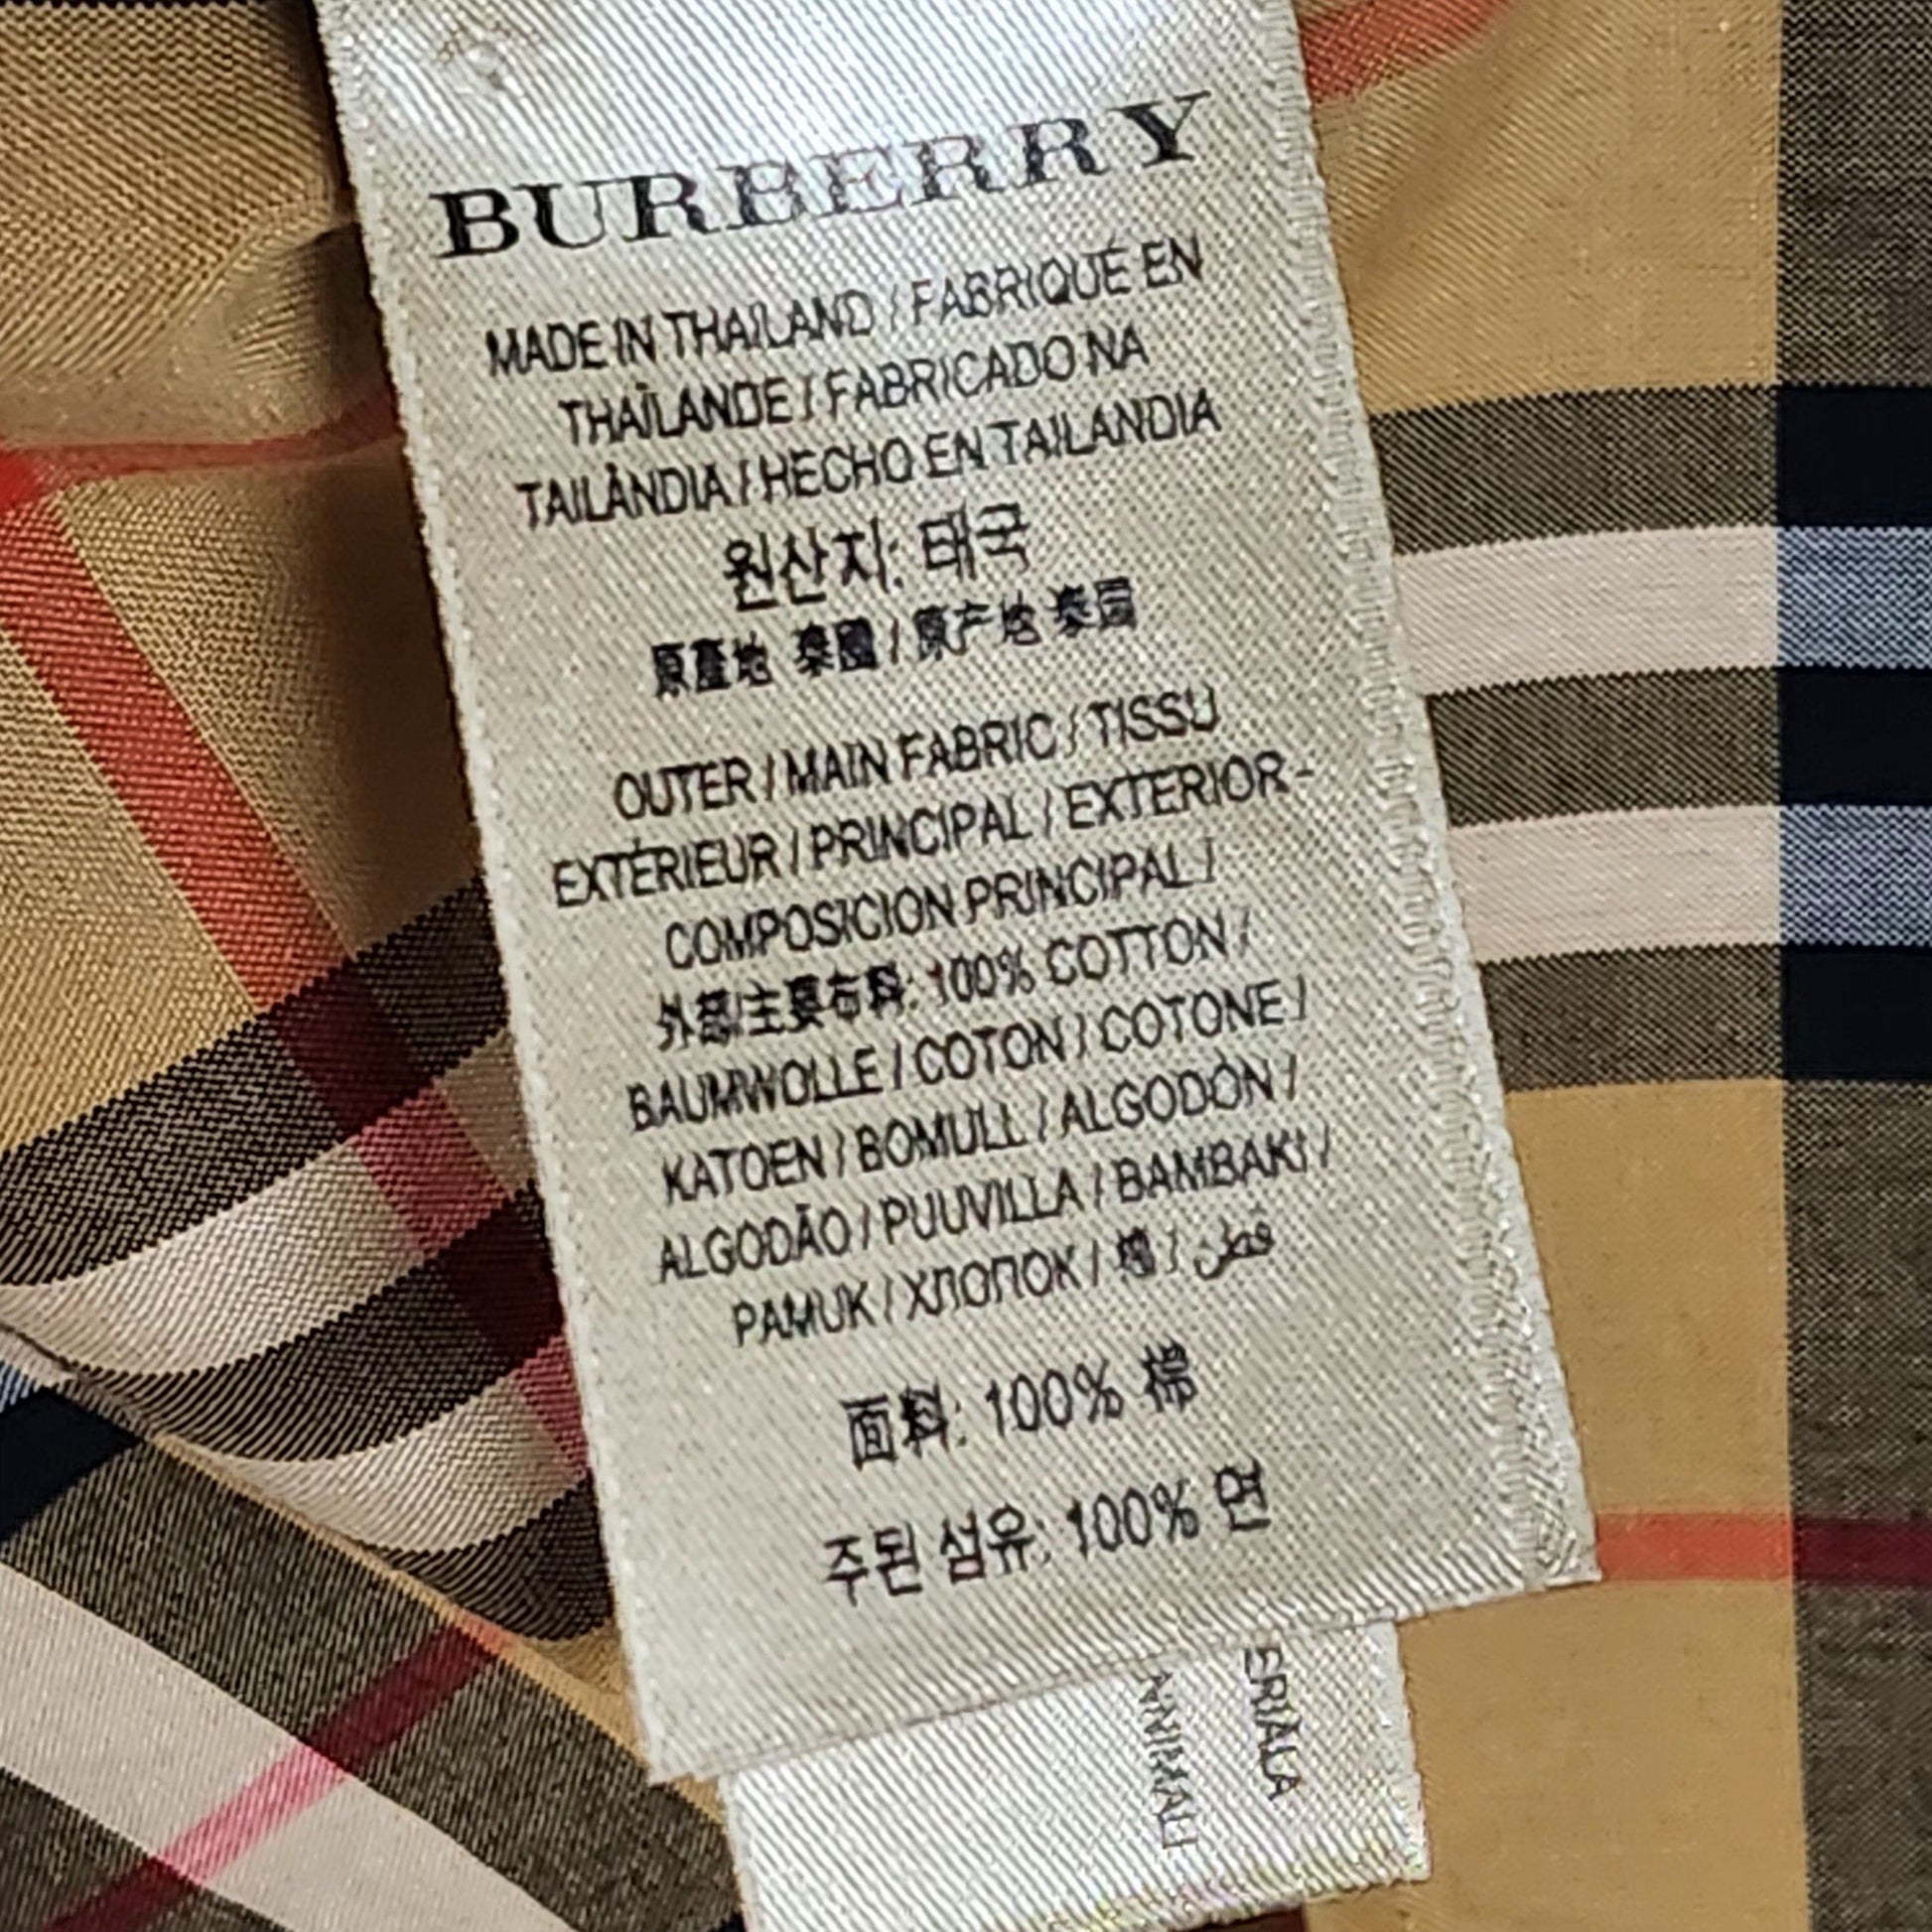 BURBERRY
MADE IN THAILAND / FABRIQUÉ EN
THAÏLANDE / FABRICADO NA
TAILÂNDIA / HECHO EN TAILANDIA
원산지: 태국
原產地 泰國 / 原产地 泰国
OUTER / MAIN FABRIC / TISSU
EXTÉRIEUR / PRINCIPAL / EXTERIOR -
COMPOSICION PRINCIPAL /
外部/主要布料: 100% COTTON /
BAUMWOLLE / COTON / COTONE /
KATOEN / BOMULL / ALGODÓN /
ALGODÃO / PUUVILLA / BAMBAKI /
PAMUK / ХЛОПОК / 棉 / قطن
面料: 100% 棉
주된 섬유: 100% 면
ERIALA